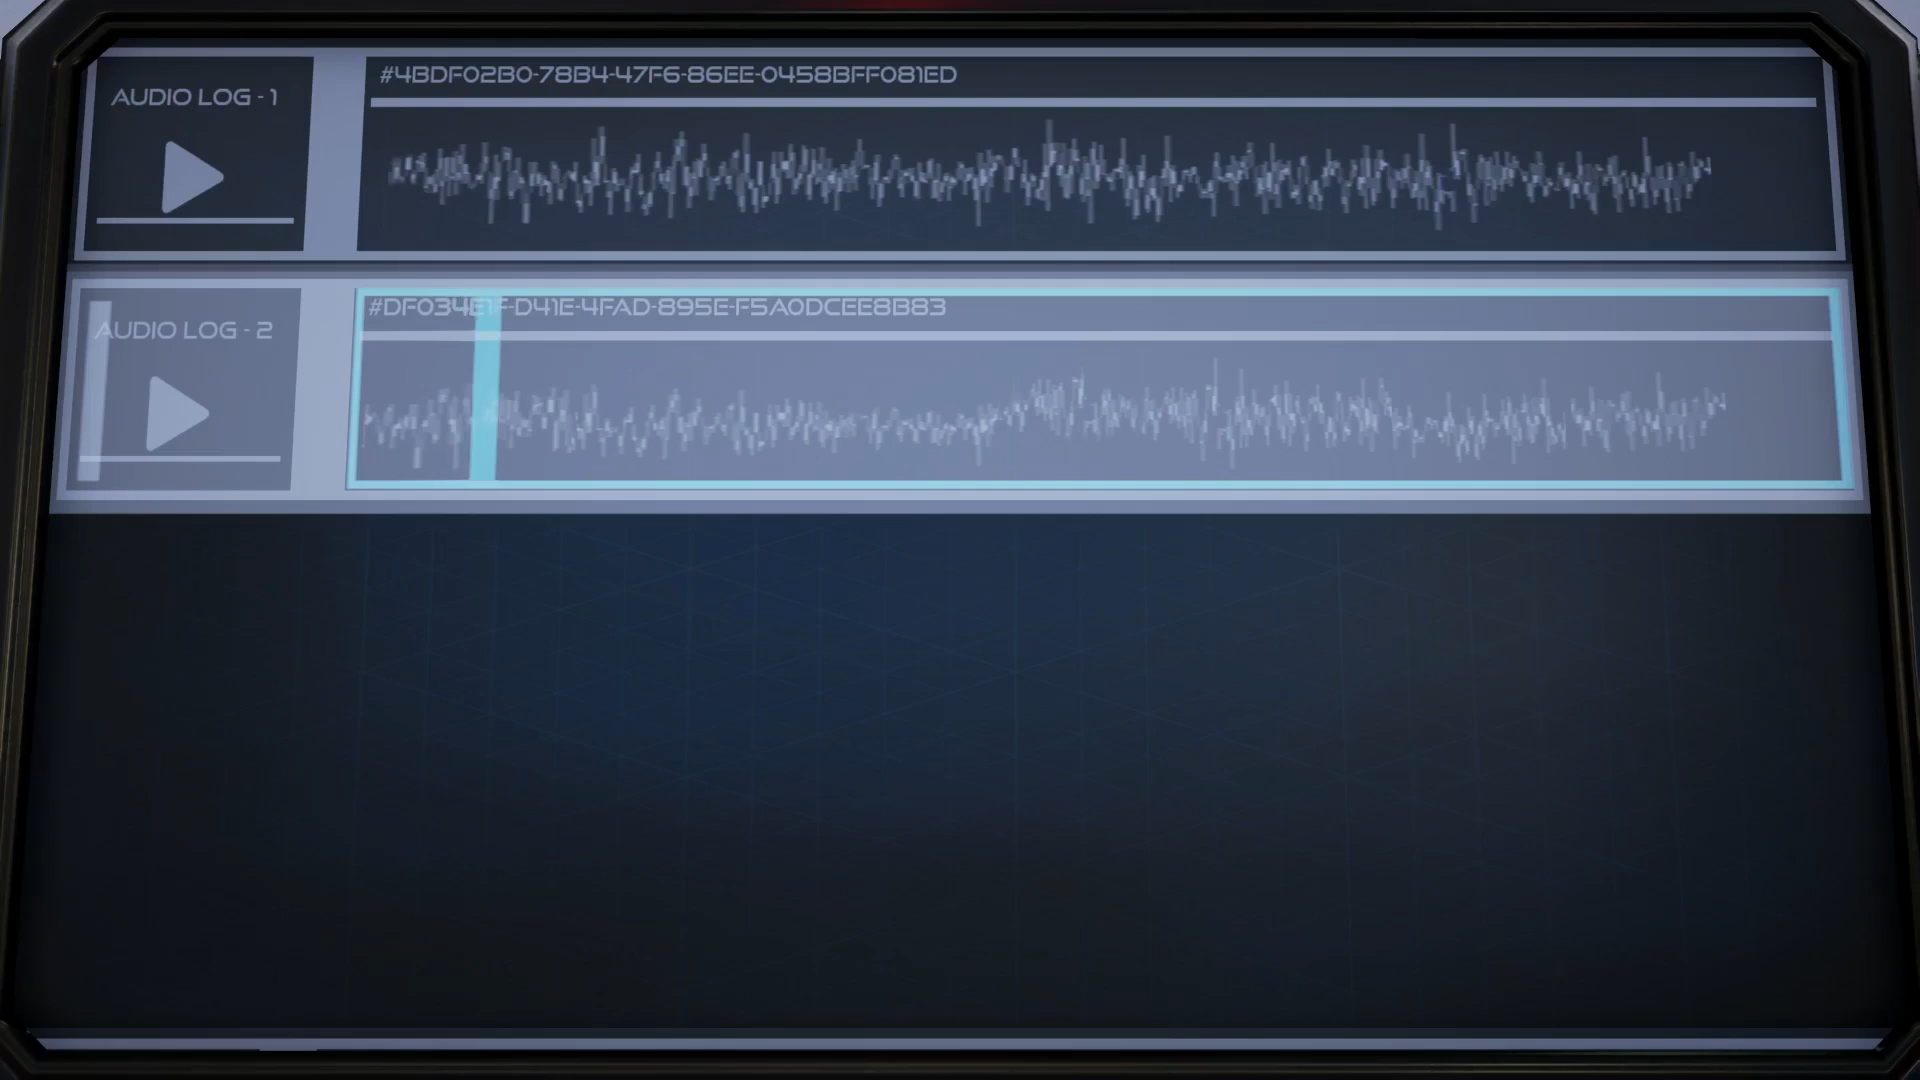 AUDIO LOG - 1
#4BDF02B0-78B4-47F6-86EE-0458BFF081ED
AUDIO LOG - 2
#DF034E1F-D41E-4FAD-895E-F5A0DCEE8B83